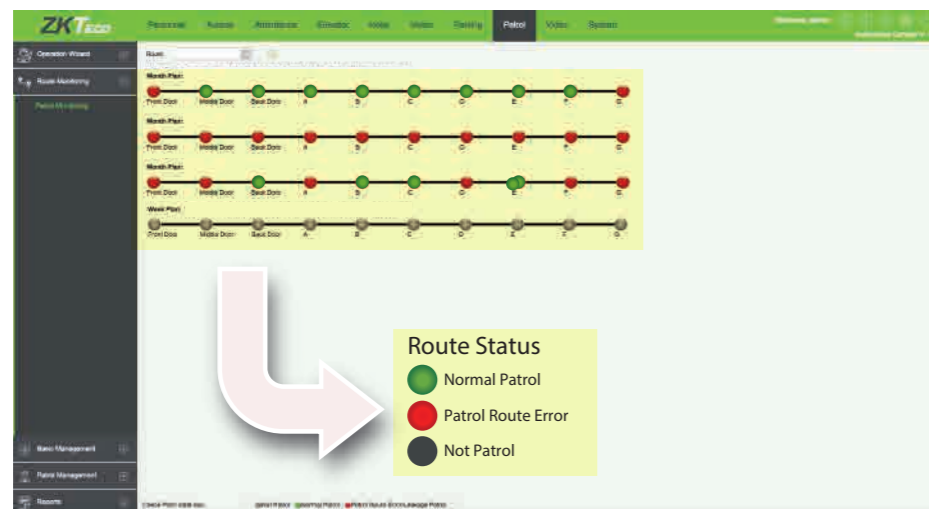 ZKTeco
Personnel Access Attendance Elevator Hotel Visitor Parking Patrol Video System
Operation Wizard
Route
Route Monitoring
Patrol Monitoring
Month Plan
Front Door Middle Door Back Door A B C D E F G
Month Plan
Front Door Middle Door Back Door A B C D E F G
Month Plan
Front Door Middle Door Back Door A B C D E F G
Week Plan
Front Door Middle Door Back Door A B C D E F G
Route Status
Normal Patrol
Patrol Route Error
Not Patrol
Basic Management
Patrol Management
Reports